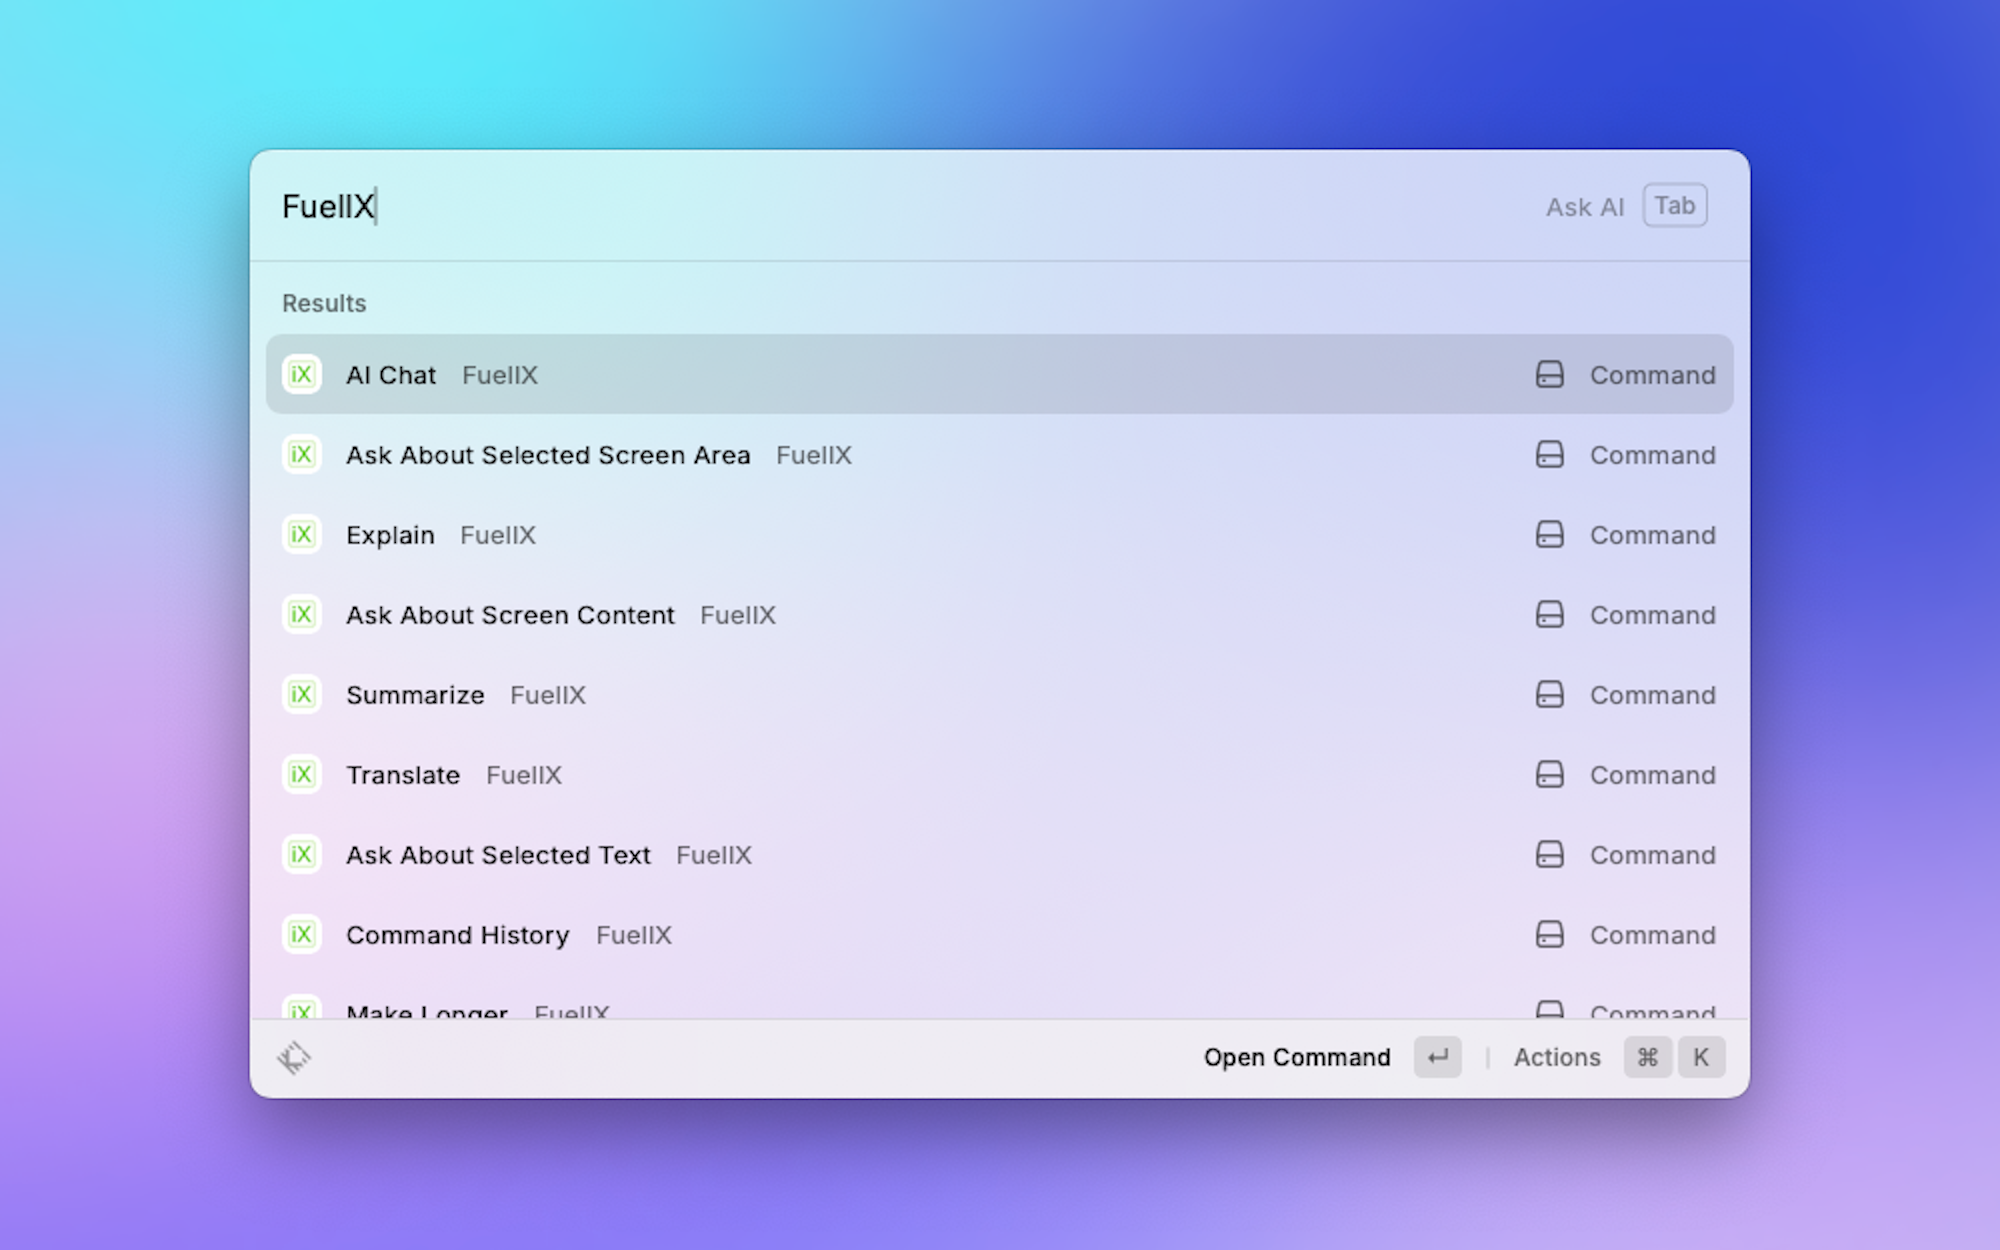 FuelIX
Ask AI Tab
Results
iX AI Chat FuelIX Command
iX Ask About Selected Screen Area FuelIX Command
iX Explain FuelIX Command
iX Ask About Screen Content FuelIX Command
iX Summarize FuelIX Command
iX Translate FuelIX Command
iX Ask About Selected Text FuelIX Command
iX Command History FuelIX Command
iX Make Longer FuelIX Command
Open Command ↵ | Actions ⌘ K